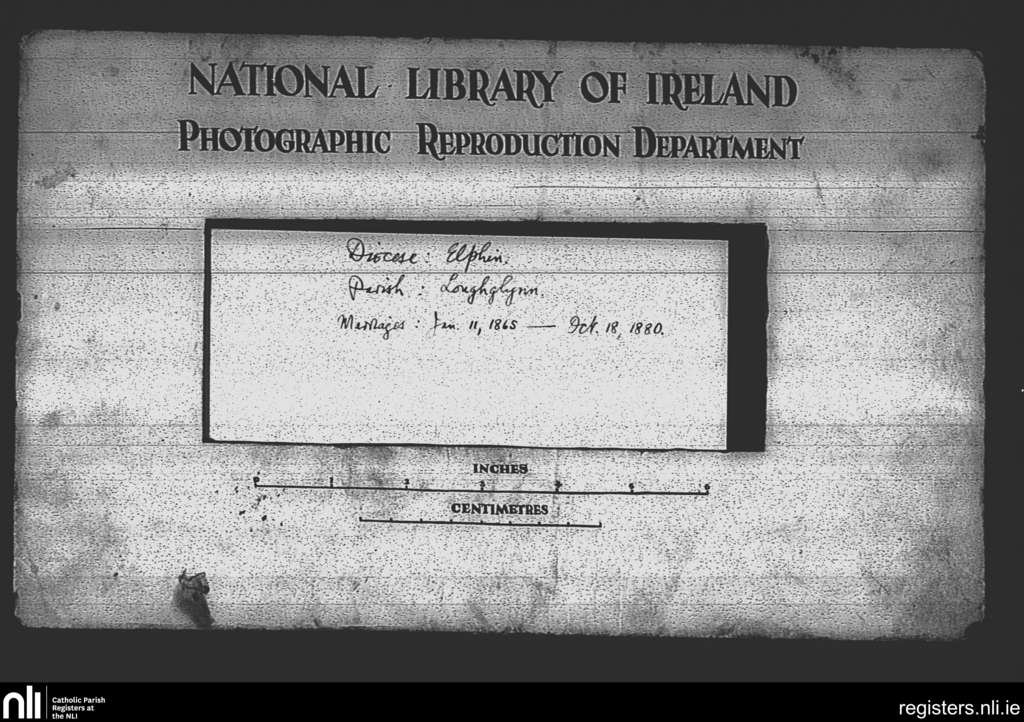 NATIONAL LIBRARY OF IRELAND
PHOTOGRAPHIC REPRODUCTION DEPARTMENT
Diocese : Elphin.
Parish : Loughglynn.
Marriages : Jan. 11, 1865 — Oct. 18, 1880.
INCHES
CENTIMETRES
nli Catholic Parish
Registers at
the NLI
registers.nli.ie